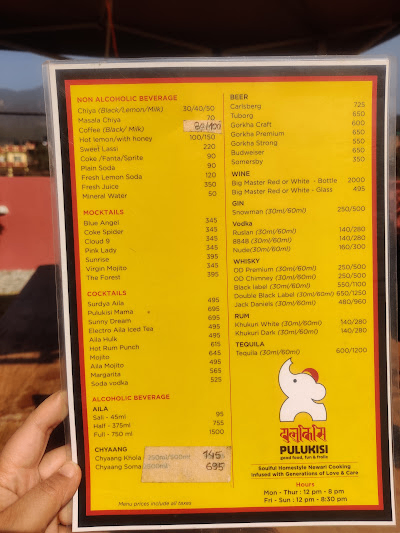 NON ALCOHOLIC BEVERAGE
Chiya (Black/Lemon/Milk) 30/40/50
Masala Chiya 70
Coffee (Black/ Milk) 80/100
Hot lemon/with honey 100/150
Sweet Lassi 220
Coke /Fanta/Sprite 90
Plain Soda 90
Fresh Lemon Soda 120
Fresh Juice 350
Mineral Water 50
MOCKTAILS
Blue Angel 345
Coke Spider 345
Cloud 9 345
Pink Lady 345
Sunrise 395
Virgin Mojito 345
The Forest 395
COCKTAILS
Surdya Aila 495
Pulukisi Mama 695
Sunny Dream 695
Electro Aila Iced Tea 495
Aila Hulk 495
Hot Rum Punch 615
Mojito 645
Aila Mojito 495
Margarita 565
Soda vodka 525
ALCOHOLIC BEVERAGE
AILA
Sali - 45ml 95
Half - 375ml 755
Full - 750 ml 1500
CHYAANG
Chyaang Khola 195
Chyaang Soma 695
Menu prices include all taxes
BEER
Carlsberg 725
Tuborg 650
Gorkha Craft 600
Gorkha Premium 650
Gorkha Strong 550
Budweiser 650
Somersby 350
WINE
Big Master Red or White - Bottle 2000
Big Master Red or White - Glass 495
GIN
Snowman (30ml/60ml) 250/500
Vodka
Ruslan (30ml/60ml) 140/280
8848 (30ml/60ml) 140/280
Nude(30ml/60ml) 160/300
WHISKY
OD Premium (30ml/60ml) 250/500
OD Chimney (30ml/60ml) 250/500
Black label (30ml/60ml) 550/1100
Double Black Label (30ml/60ml) 650/1250
Jack Daniels (30ml/60ml) 480/960
RUM
Khukuri White (30ml/60ml) 140/280
Khukuri Dark (30ml/60ml) 140/280
TEQUILA
Tequila (30ml/60ml) 600/1200
PULUKISI
good food, fun & frolic
Soulful Homestyle Newari Cooking
Infused with Generations of Love & Care
Hours
Mon - Thur : 12 pm - 8 pm
Fri - Sun : 12 pm - 8:30 pm